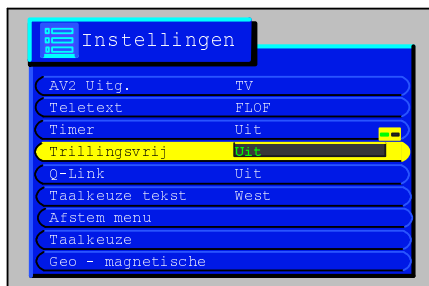 Instellingen
AV2 Uitg. TV
Teletext FLOF
Timer Uit
Trillingsvrij Uit
Q-Link Uit
Taalkeuze tekst West
Afstem menu
Taalkeuze
Geo - magnetische